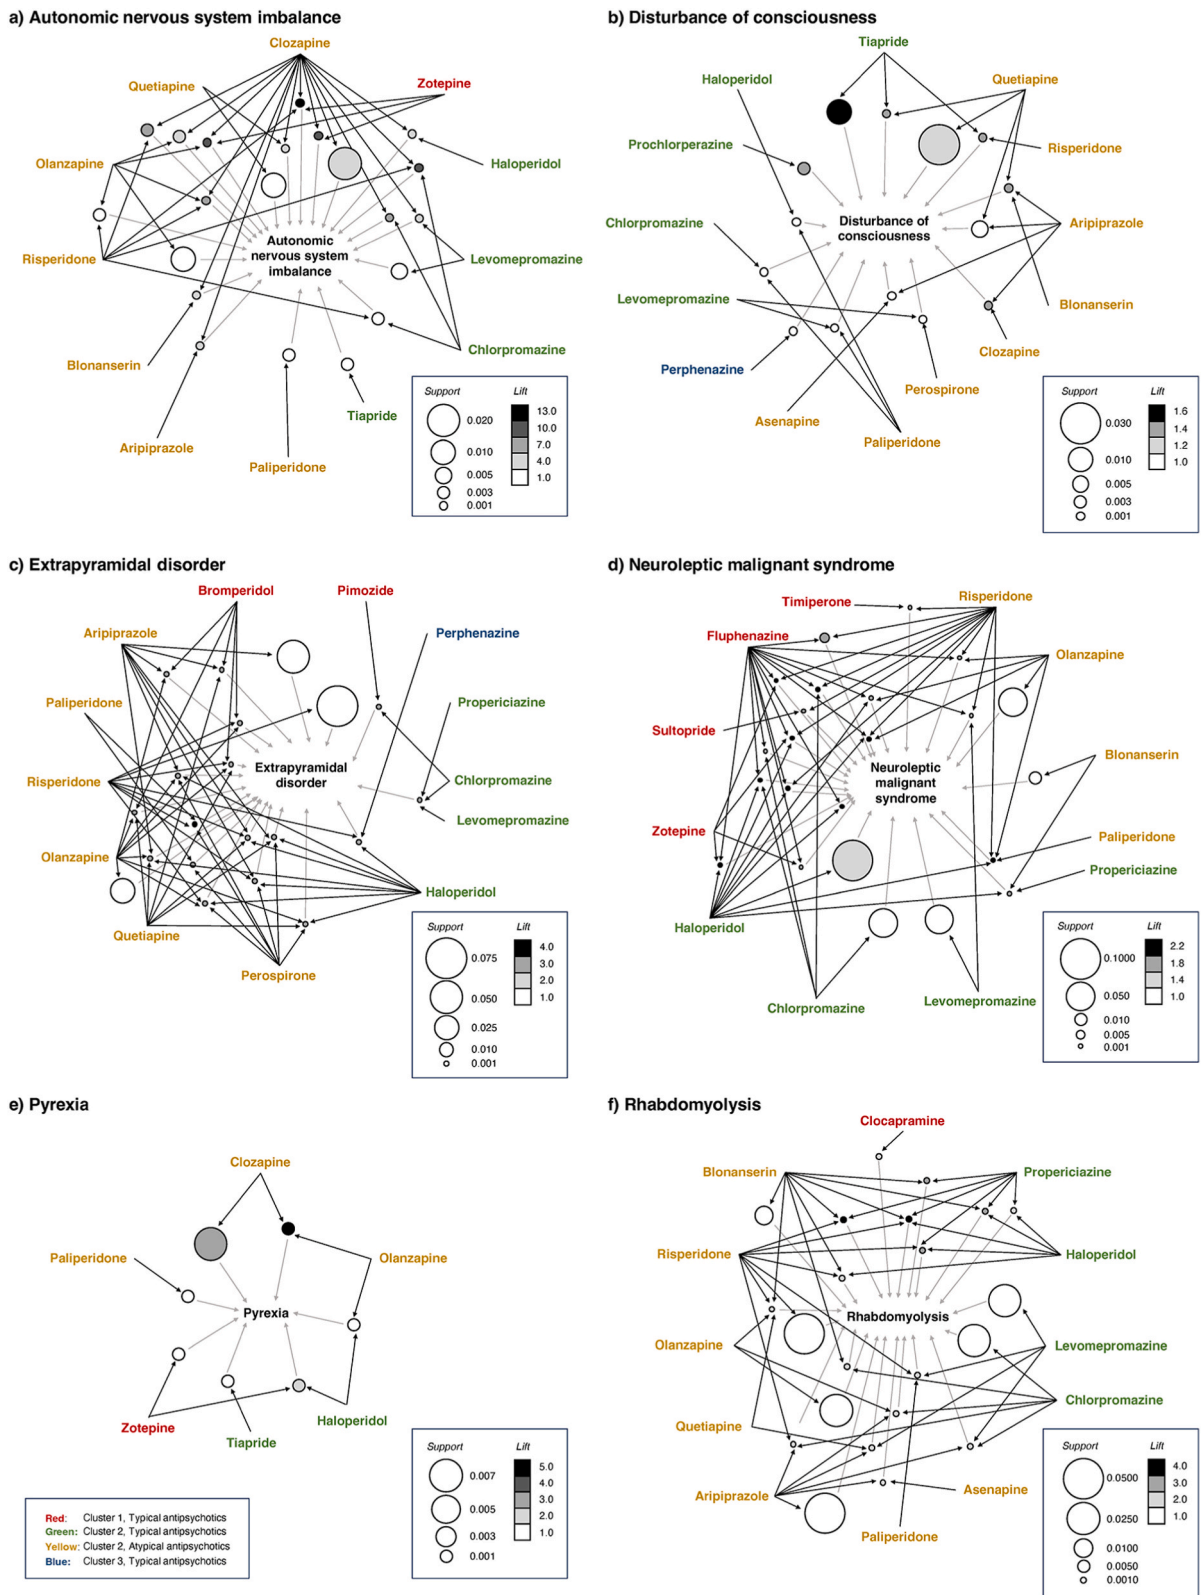 a) Autonomic nervous system imbalance
Clozapine
Quetiapine
Zotepine
Olanzapine
Haloperidol
Risperidone
Autonomic
nervous system
imbalance
Levomepromazine
Blonanserin
Chlorpromazine
Tiapride
Aripiprazole
Paliperidone
Support
Lift
0.020
0.010
0.005
0.003
0.001
13.0
10.0
7.0
4.0
1.0
b) Disturbance of consciousness
Tiapride
Haloperidol
Quetiapine
Prochlorperazine
Risperidone
Chlorpromazine
Disturbance of
consciousness
Aripiprazole
Levomepromazine
Blonanserin
Clozapine
Perphenazine
Perospirone
Asenapine
Paliperidone
Support
Lift
0.030
0.010
0.005
0.003
0.001
1.6
1.4
1.2
1.0
c) Extrapyramidal disorder
Bromperidol
Pimozide
Aripiprazole
Perphenazine
Paliperidone
Propericiazine
Risperidone
Extrapyramidal
disorder
Chlorpromazine
Levomepromazine
Olanzapine
Haloperidol
Quetiapine
Perospirone
Support
Lift
0.075
0.050
0.025
0.010
0.001
4.0
3.0
2.0
1.0
d) Neuroleptic malignant syndrome
Timiperone
Risperidone
Fluphenazine
Olanzapine
Sultopride
Neuroleptic
malignant
syndrome
Blonanserin
Zotepine
Paliperidone
Propericiazine
Haloperidol
Chlorpromazine
Levomepromazine
Support
Lift
0.1000
0.050
0.010
0.005
0.001
2.2
1.8
1.4
1.0
e) Pyrexia
Clozapine
Paliperidone
Olanzapine
Pyrexia
Zotepine
Tiapride
Haloperidol
Support
Lift
0.007
0.005
0.003
0.001
5.0
4.0
3.0
2.0
1.0
Red: Cluster 1, Typical antipsychotics
Green: Cluster 2, Typical antipsychotics
Yellow: Cluster 2, Atypical antipsychotics
Blue: Cluster 3, Typical antipsychotics
f) Rhabdomyolysis
Clocapramine
Blonanserin
Propericiazine
Risperidone
Haloperidol
Rhabdomyolysis
Olanzapine
Levomepromazine
Chlorpromazine
Quetiapine
Aripiprazole
Asenapine
Paliperidone
Support
Lift
0.0500
0.0250
0.0100
0.0050
0.0010
4.0
3.0
2.0
1.0